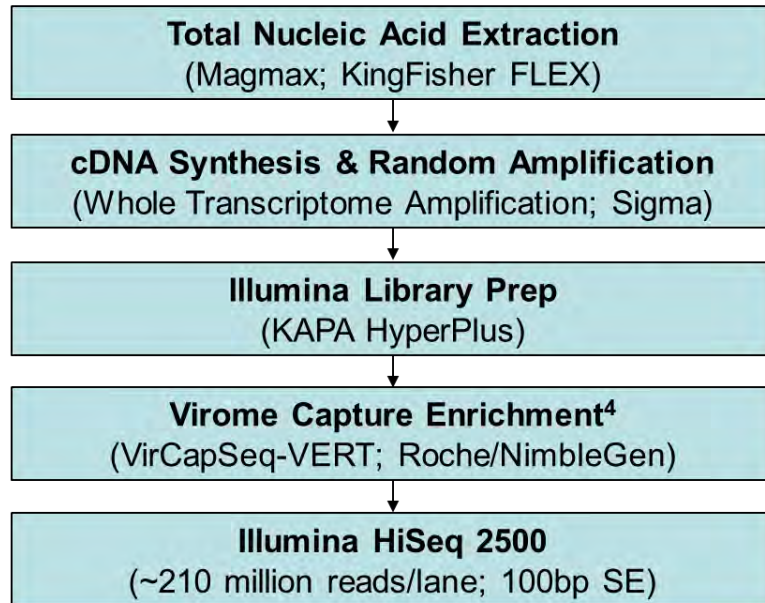 Total Nucleic Acid Extraction
(Magmax; KingFisher FLEX)
cDNA Synthesis & Random Amplification
(Whole Transcriptome Amplification; Sigma)
Illumina Library Prep
(KAPA HyperPlus)
Virome Capture Enrichment⁴
(VirCapSeq-VERT; Roche/NimbleGen)
Illumina HiSeq 2500
(~210 million reads/lane; 100bp SE)